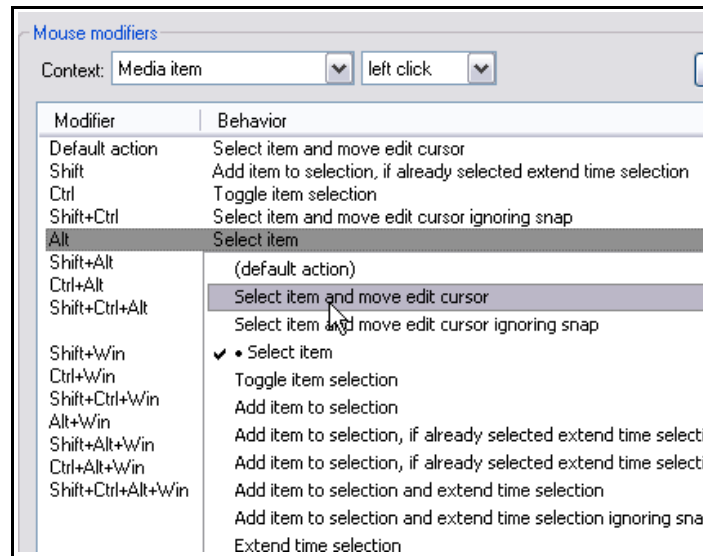 Mouse modifiers
Context: Media item left click
Modifier Behavior
Default action Select item and move edit cursor
Shift Add item to selection, if already selected extend time selection
Ctrl Toggle item selection
Shift+Ctrl Select item and move edit cursor ignoring snap
Alt Select item
Shift+Alt
Ctrl+Alt
Shift+Ctrl+Alt
Shift+Win
Ctrl+Win
Shift+Ctrl+Win
Alt+Win
Shift+Alt+Win
Ctrl+Alt+Win
Shift+Ctrl+Alt+Win
(default action)
Select item and move edit cursor
Select item and move edit cursor ignoring snap
✓ • Select item
Toggle item selection
Add item to selection
Add item to selection, if already selected extend time selecti
Add item to selection, if already selected extend time selecti
Add item to selection and extend time selection
Add item to selection and extend time selection ignoring sna
Extend time selection